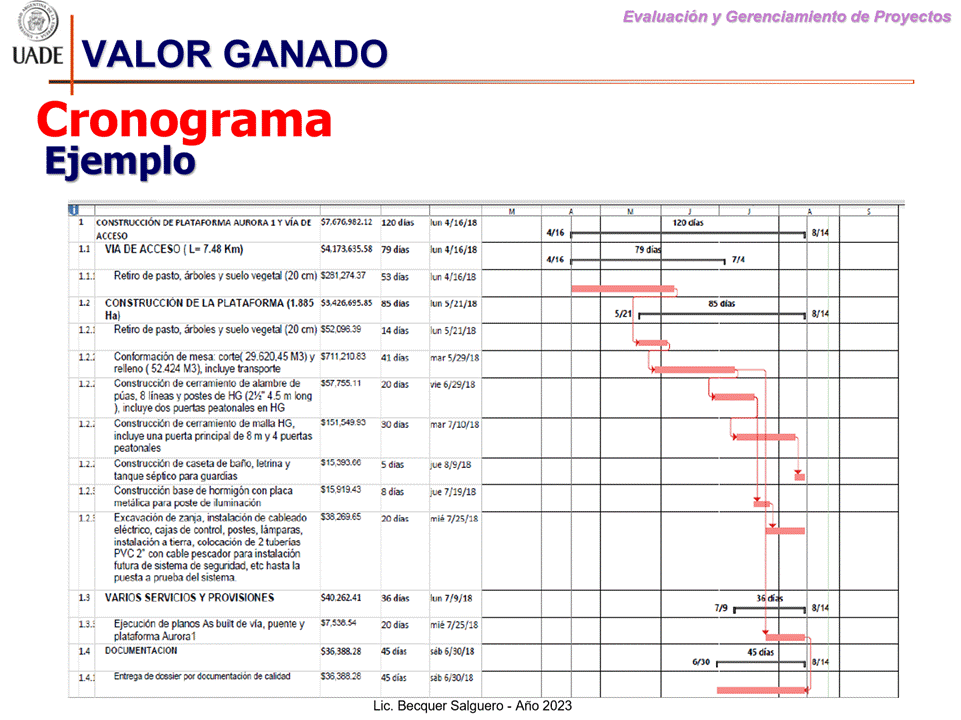 Evaluación y Gerenciamiento de Proyectos
UADE
VALOR GANADO
Cronograma
Ejemplo
M A M J J A S
1 CONSTRUCCIÓN DE PLATAFORMA AURORA 1 Y VÍA DE $7,676,982.12 120 días lun 4/16/18 120 días
ACCESO 4/16 8/14
1.1 VIA DE ACCESO ( L= 7.48 Km) $4,173,635.58 79 días lun 4/16/18 79 días
4/16 7/4
1.1.1 Retiro de pasto, árboles y suelo vegetal (20 cm) $281,274.37 53 días lun 4/16/18
1.2 CONSTRUCCIÓN DE LA PLATAFORMA (1.885 $3,426,695.85 85 días lun 5/21/18 85 días
Ha) 5/21 8/14
1.2.1 Retiro de pasto, árboles y suelo vegetal (20 cm) $52,096.39 14 días lun 5/21/18
1.2.2 Conformación de mesa: corte( 29.620,45 M3) y $711,210.83 41 días mar 5/29/18
relleno ( 52.424 M3), incluye transporte
1.2.2 Construcción de cerramiento de alambre de $57,755.11 20 días vie 6/29/18
púas, 8 líneas y postes de HG (2½" 4.5 m long
), incluye dos puertas peatonales en HG
1.2.2 Construcción de cerramiento de malla HG, $151,549.93 30 días mar 7/10/18
incluye una puerta principal de 8 m y 4 puertas
peatonales
1.2.2 Construcción de caseta de baño, letrina y $15,393.66 5 días jue 8/9/18
tanque séptico para guardias
1.2.5 Construcción base de hormigón con placa $15,919.43 8 días jue 7/19/18
metálica para poste de iluminación
1.2.5 Excavación de zanja, instalación de cableado $38,269.65 20 días mié 7/25/18
eléctrico, cajas de control, postes, lámparas,
instalación a tierra, colocación de 2 tuberías
PVC 2" con cable pescador para instalación
futura de sistema de seguridad, etc hasta la
puesta a prueba del sistema.
1.3 VARIOS SERVICIOS Y PROVISIONES $40,262.41 36 días lun 7/9/18 36 días
7/9 8/14
1.3.3 Ejecución de planos As built de vía, puente y $7,538.54 20 días mié 7/25/18
plataforma Aurora1
1.4 DOCUMENTACION $36,388.28 45 días sáb 6/30/18 45 días
6/30 8/14
1.4.1 Entrega de dossier por documentación de calidad $36,388.28 45 días sáb 6/30/18
Lic. Becquer Salguero - Año 2023